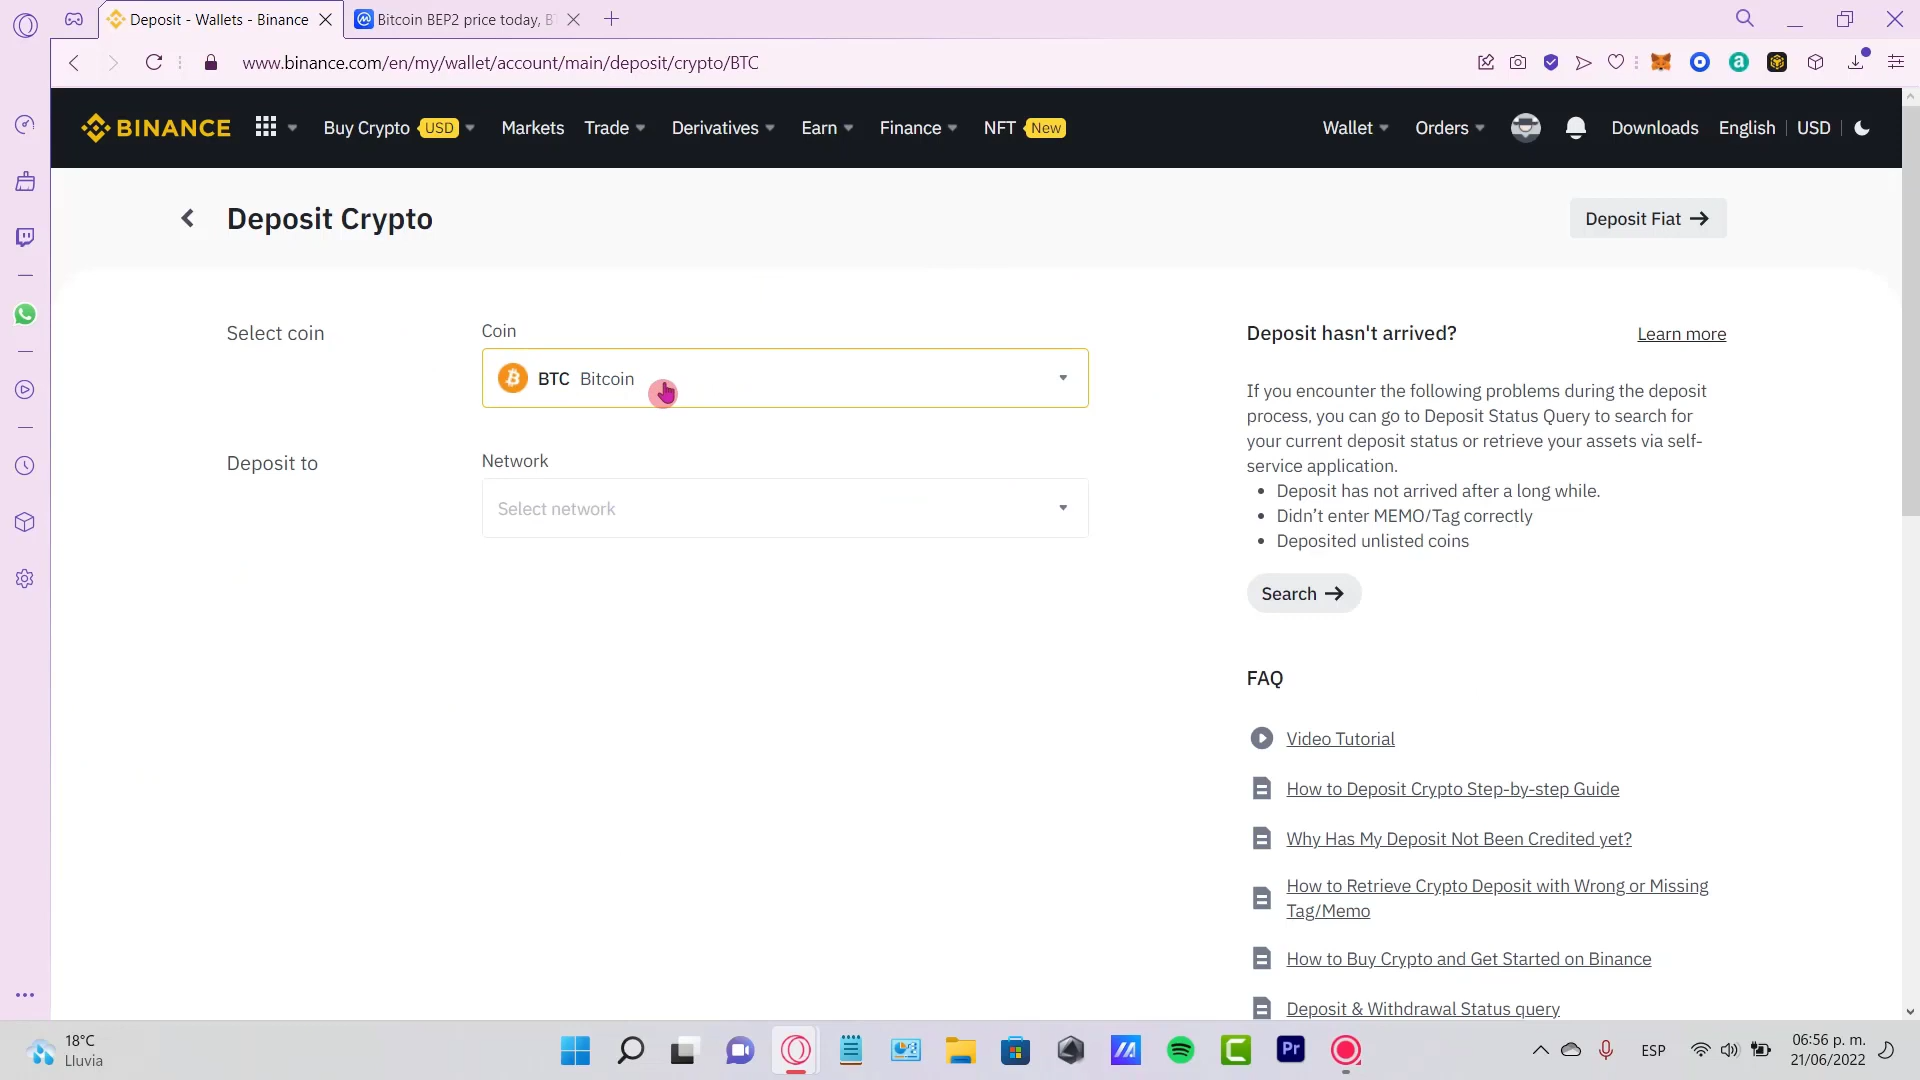 Deposit - Wallets - Binance
Bitcoin BEP2 price today, B
www.binance.com/en/my/wallet/account/main/deposit/crypto/BTC
BINANCE Buy Crypto USD Markets Trade Derivatives Earn Finance NFT New Wallet Orders Downloads English USD
Deposit Crypto
Deposit Fiat
Select coin
Coin
BTC Bitcoin
Deposit to
Network
Select network
Deposit hasn't arrived?
Learn more
If you encounter the following problems during the deposit
process, you can go to Deposit Status Query to search for
your current deposit status or retrieve your assets via self-
service application.
Deposit has not arrived after a long while.
Didn’t enter MEMO/Tag correctly
Deposited unlisted coins
Search
FAQ
Video Tutorial
How to Deposit Crypto Step-by-step Guide
Why Has My Deposit Not Been Credited yet?
How to Retrieve Crypto Deposit with Wrong or Missing
Tag/Memo
How to Buy Crypto and Get Started on Binance
Deposit & Withdrawal Status query
18°C
Lluvia
Pr
ESP
06:56 p. m.
21/06/2022